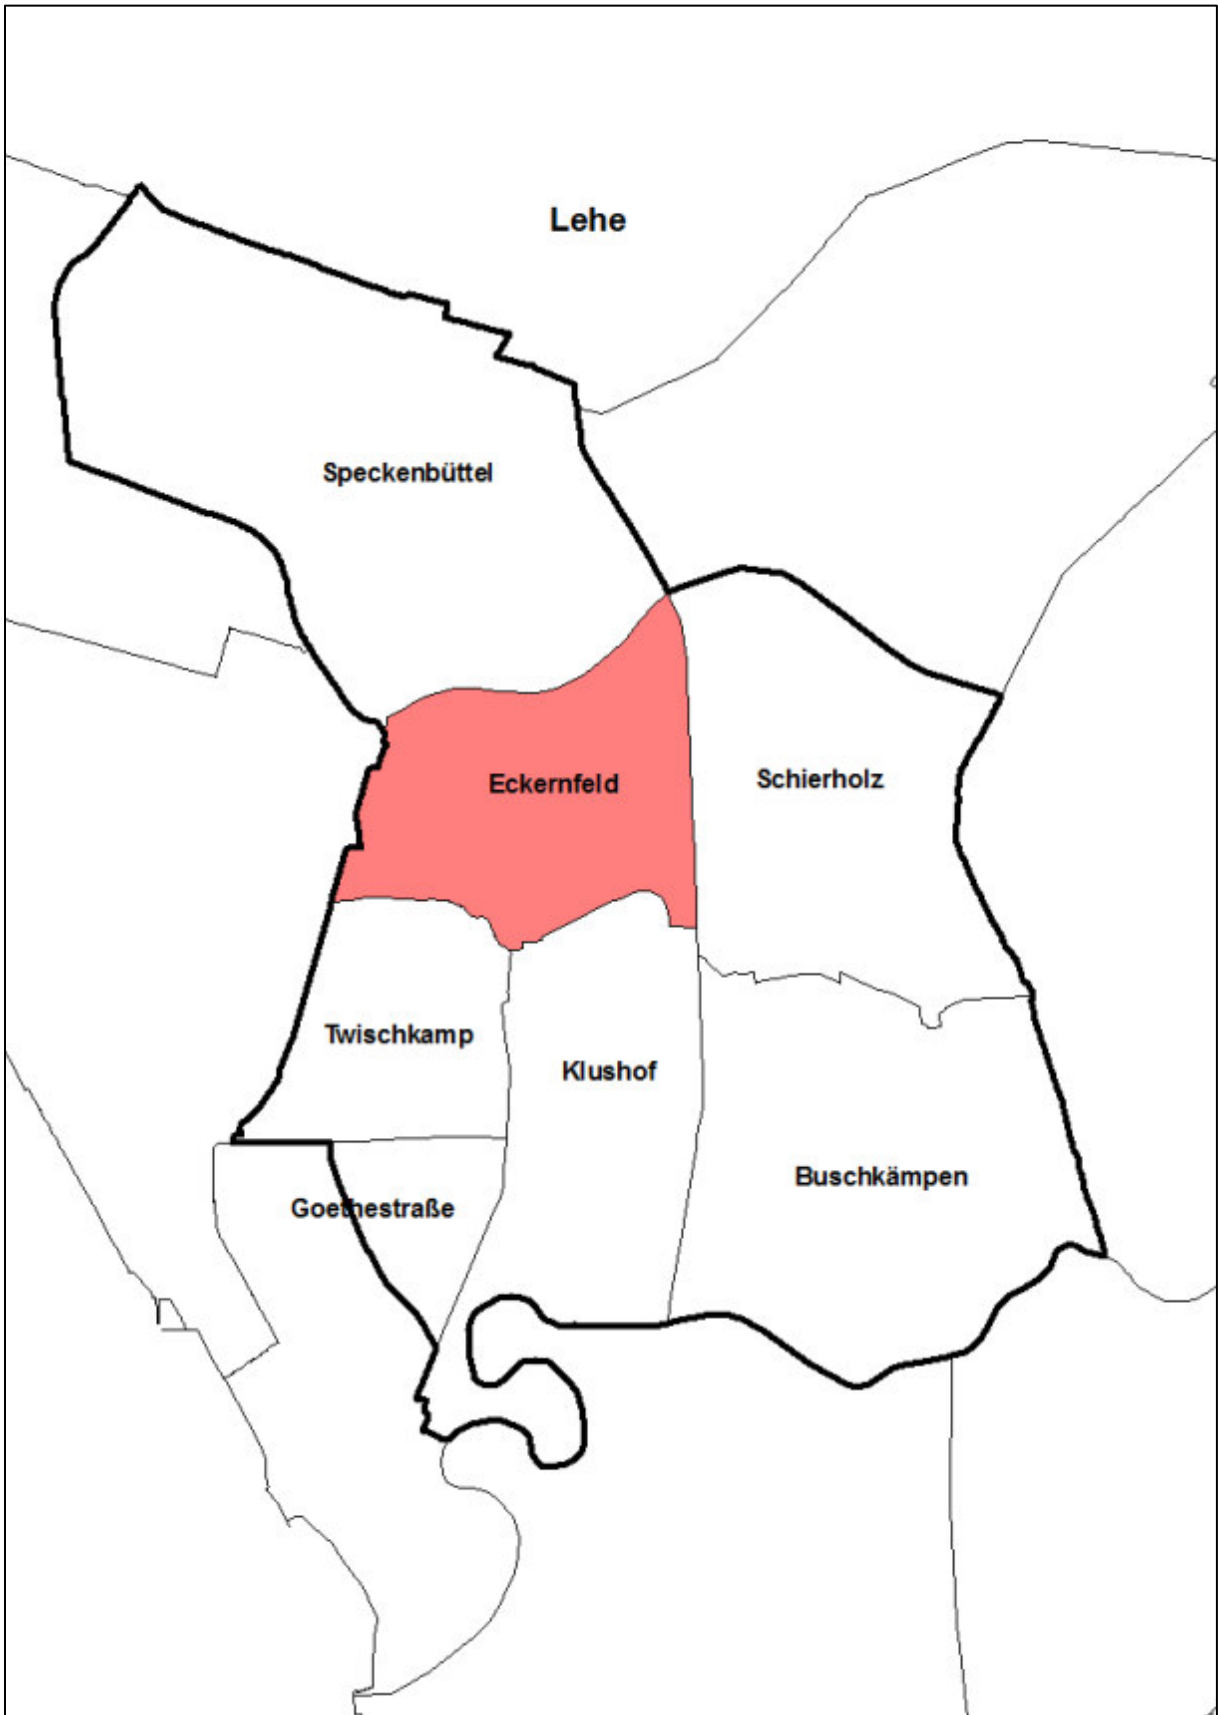 Lehe
Speckenbüttel
Eckernfeld
Schierholz
Twischkamp
Klushof
Buschkämpen
Goethestraße